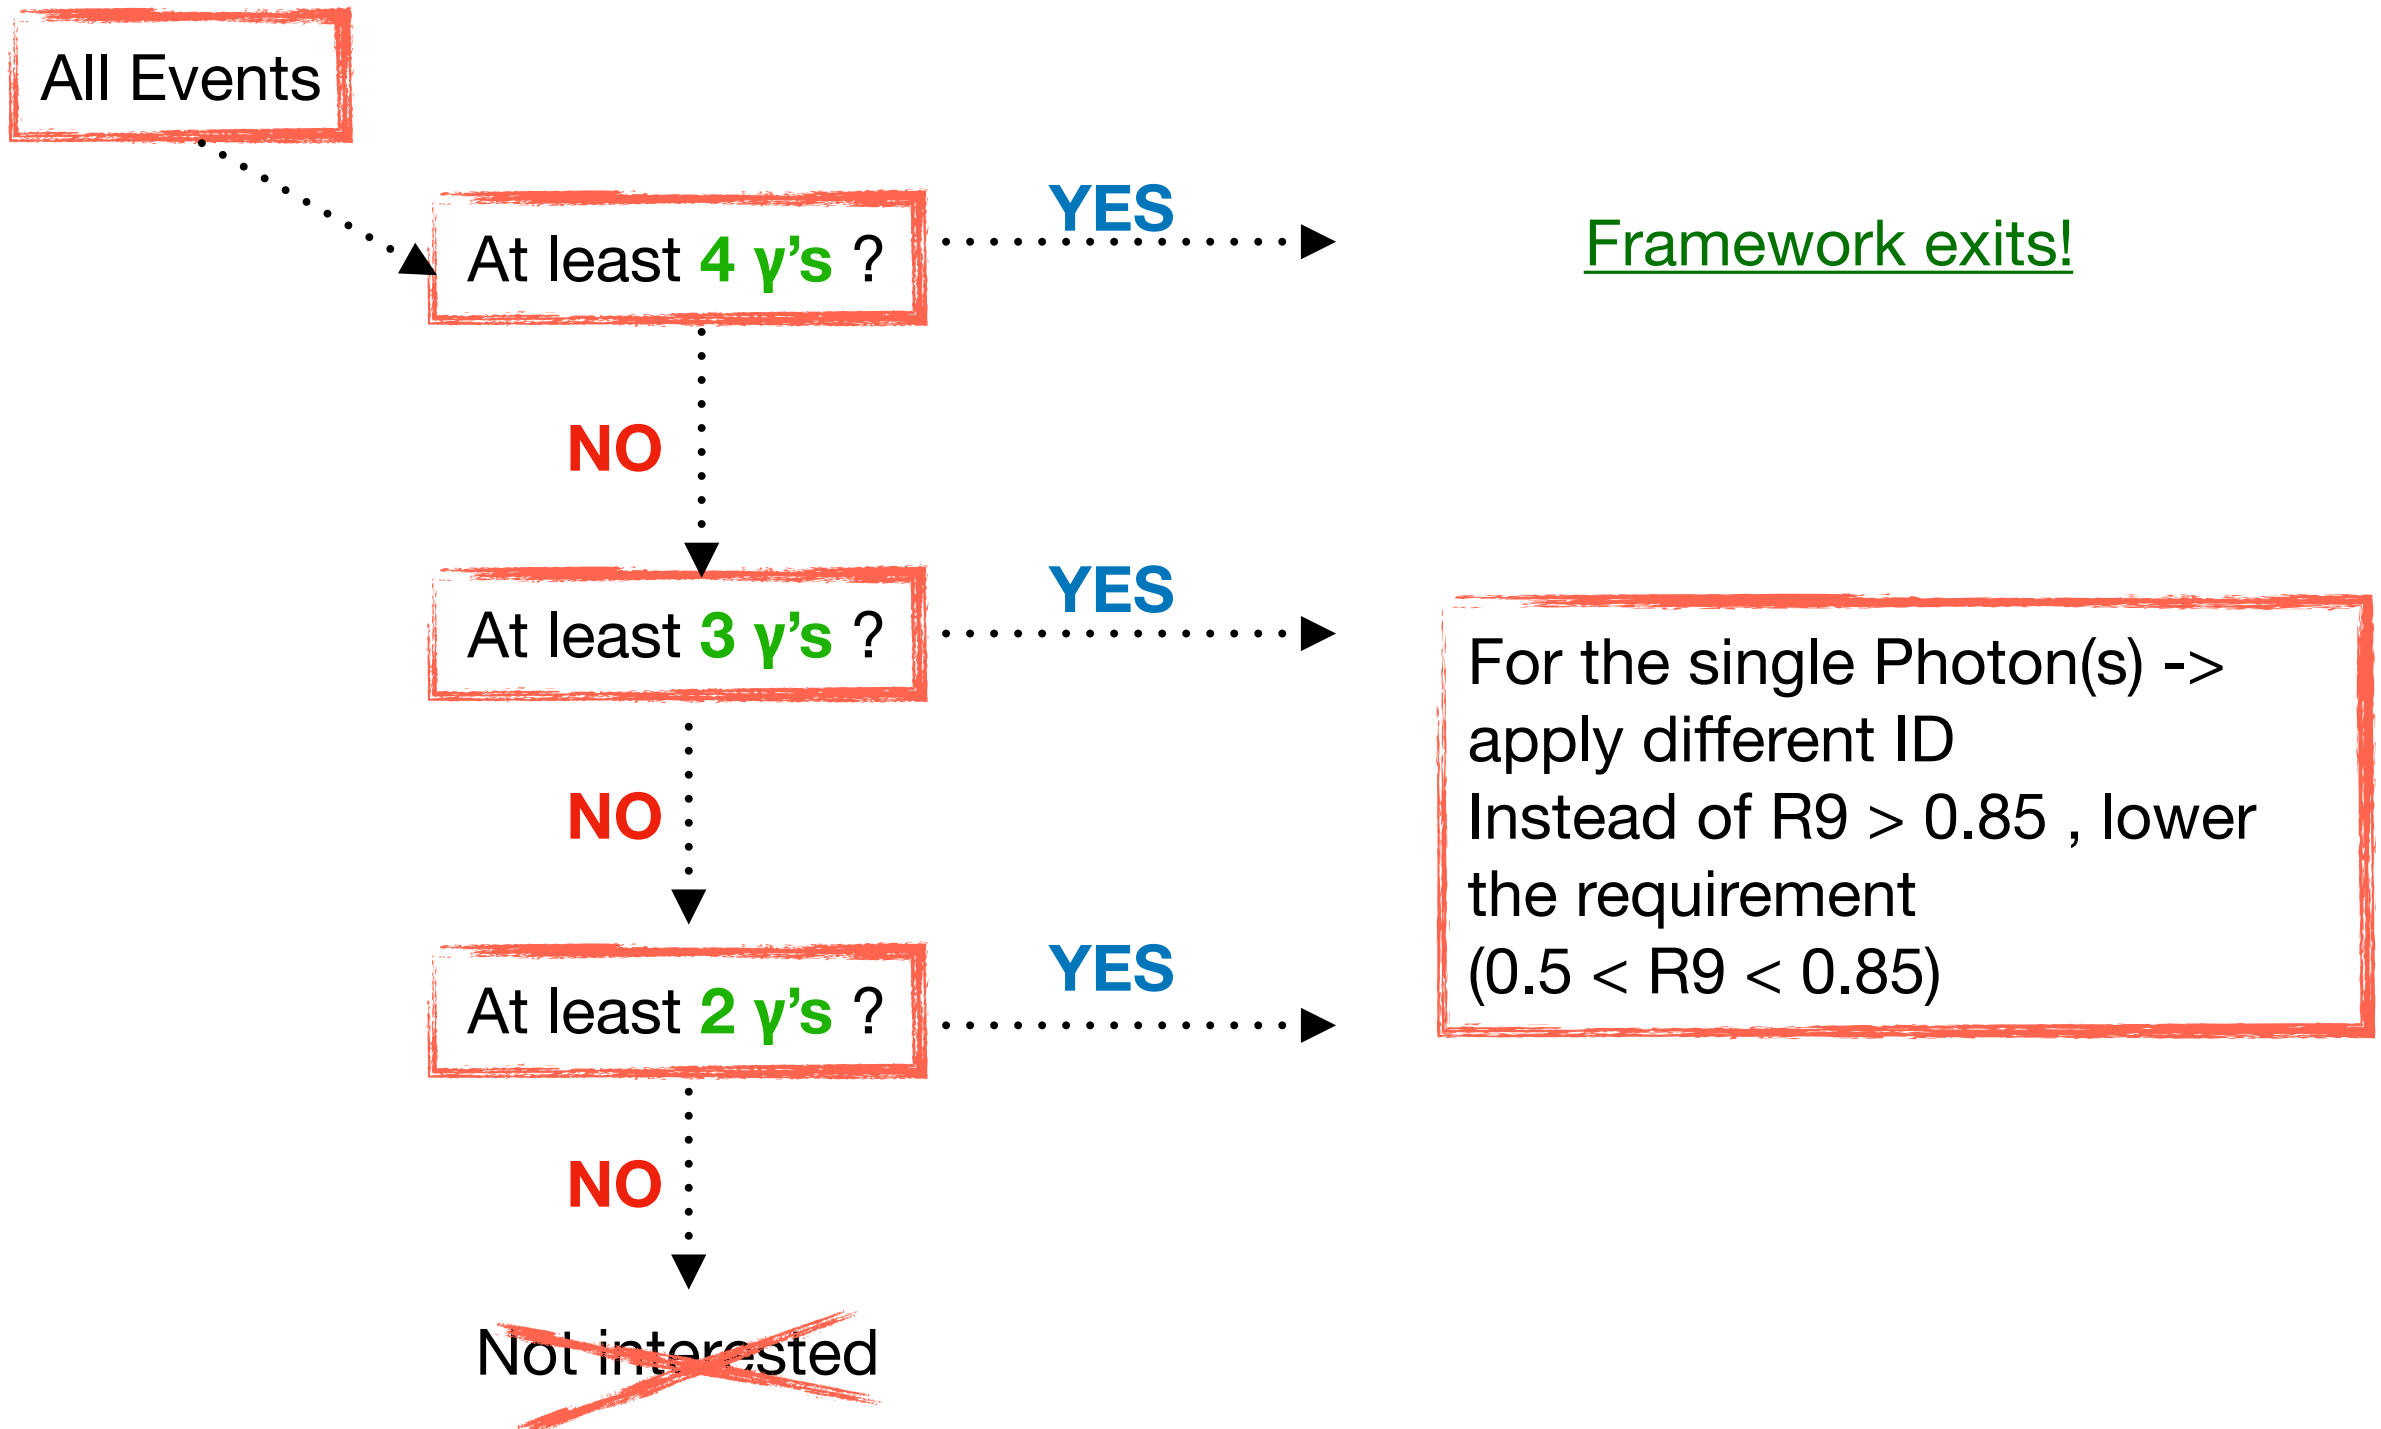 All Events
At least 4 γ’s ?
YES
Framework exits!
NO
At least 3 γ’s ?
YES
For the single Photon(s) ->
apply different ID
Instead of R9 > 0.85 , lower
the requirement
(0.5 < R9 < 0.85)
NO
At least 2 γ’s ?
YES
NO
Not interested